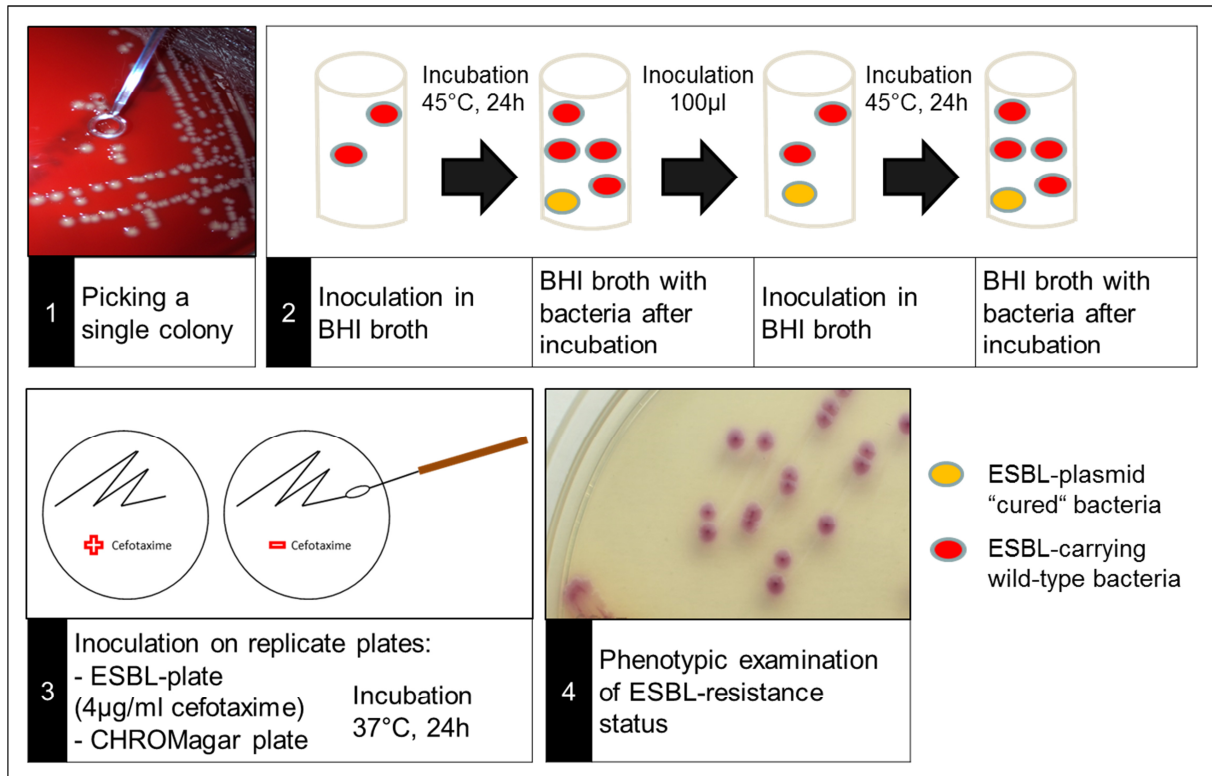 Incubation
45°C, 24h
Inoculation
100µl
Incubation
45°C, 24h
1
Picking a
single colony
2
Inoculation in
BHI broth
BHI broth with
bacteria after
incubation
Inoculation in
BHI broth
BHI broth with
bacteria after
incubation
Cefotaxime
Cefotaxime
3
Inoculation on replicate plates:
- ESBL-plate
(4µg/ml cefotaxime)
- CHROMagar plate
Incubation
37°C, 24h
4
Phenotypic examination
of ESBL-resistance
status
ESBL-plasmid
“cured“ bacteria
ESBL-carrying
wild-type bacteria